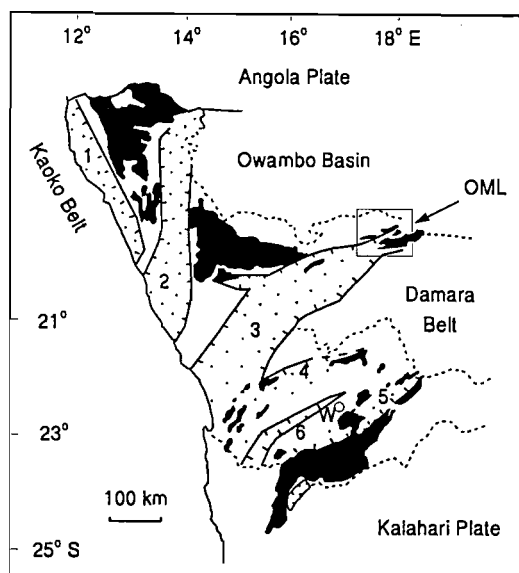 12° 14° 16° 18° E
Angola Plate
Kaoko Belt
Owambo Basin
OML
1
2
3
Damara
Belt
21°
4
5
W
6
23°
100 km
Kalahari Plate
25° S